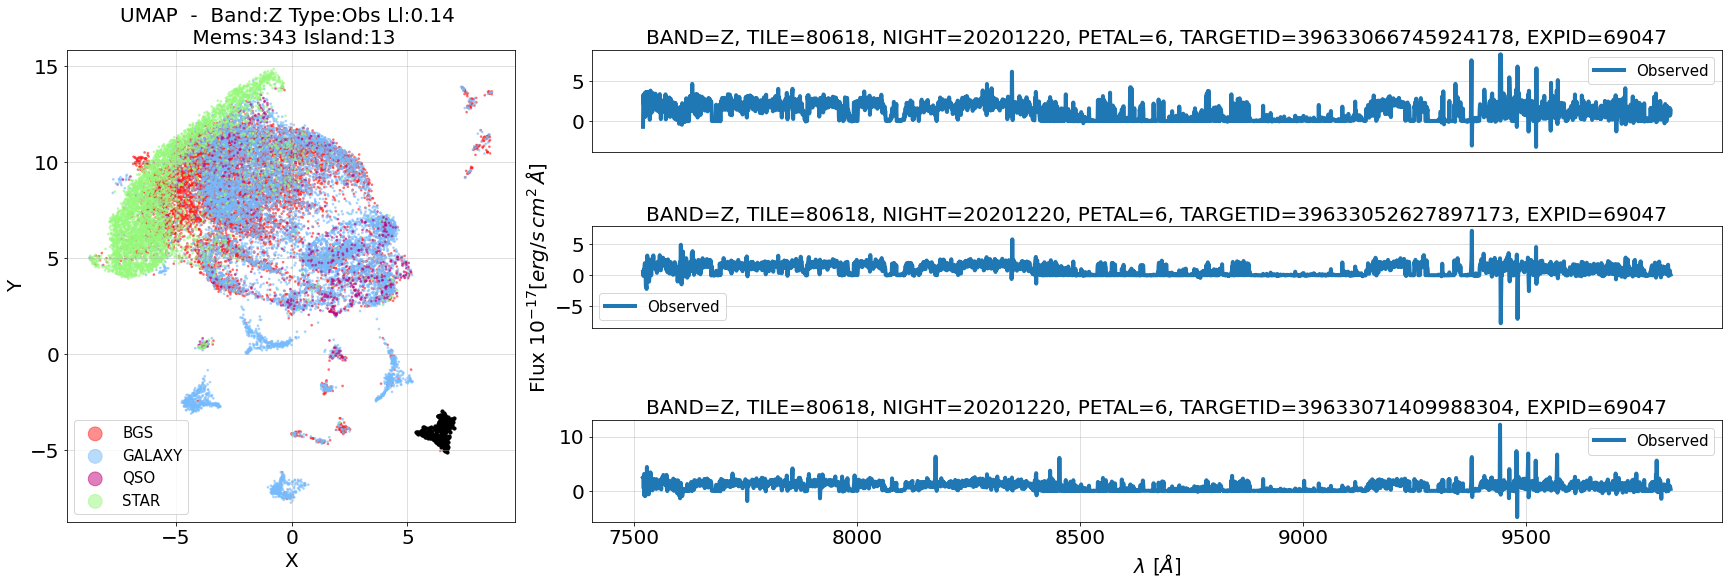 UMAP - Band:Z Type:Obs Ll:0.14
Mems:343 Island:13
15
10
5
0
−5
Y
BGS
GALAXY
QSO
STAR
−5 0 5
X
Flux 10^{−17}[erg/s cm^{2} Å]
BAND=Z, TILE=80618, NIGHT=20201220, PETAL=6, TARGETID=39633066745924178, EXPID=69047
5
0
Observed
BAND=Z, TILE=80618, NIGHT=20201220, PETAL=6, TARGETID=39633052627897173, EXPID=69047
5
0
−5
Observed
BAND=Z, TILE=80618, NIGHT=20201220, PETAL=6, TARGETID=39633071409988304, EXPID=69047
10
0
Observed
7500 8000 8500 9000 9500
λ [Å]